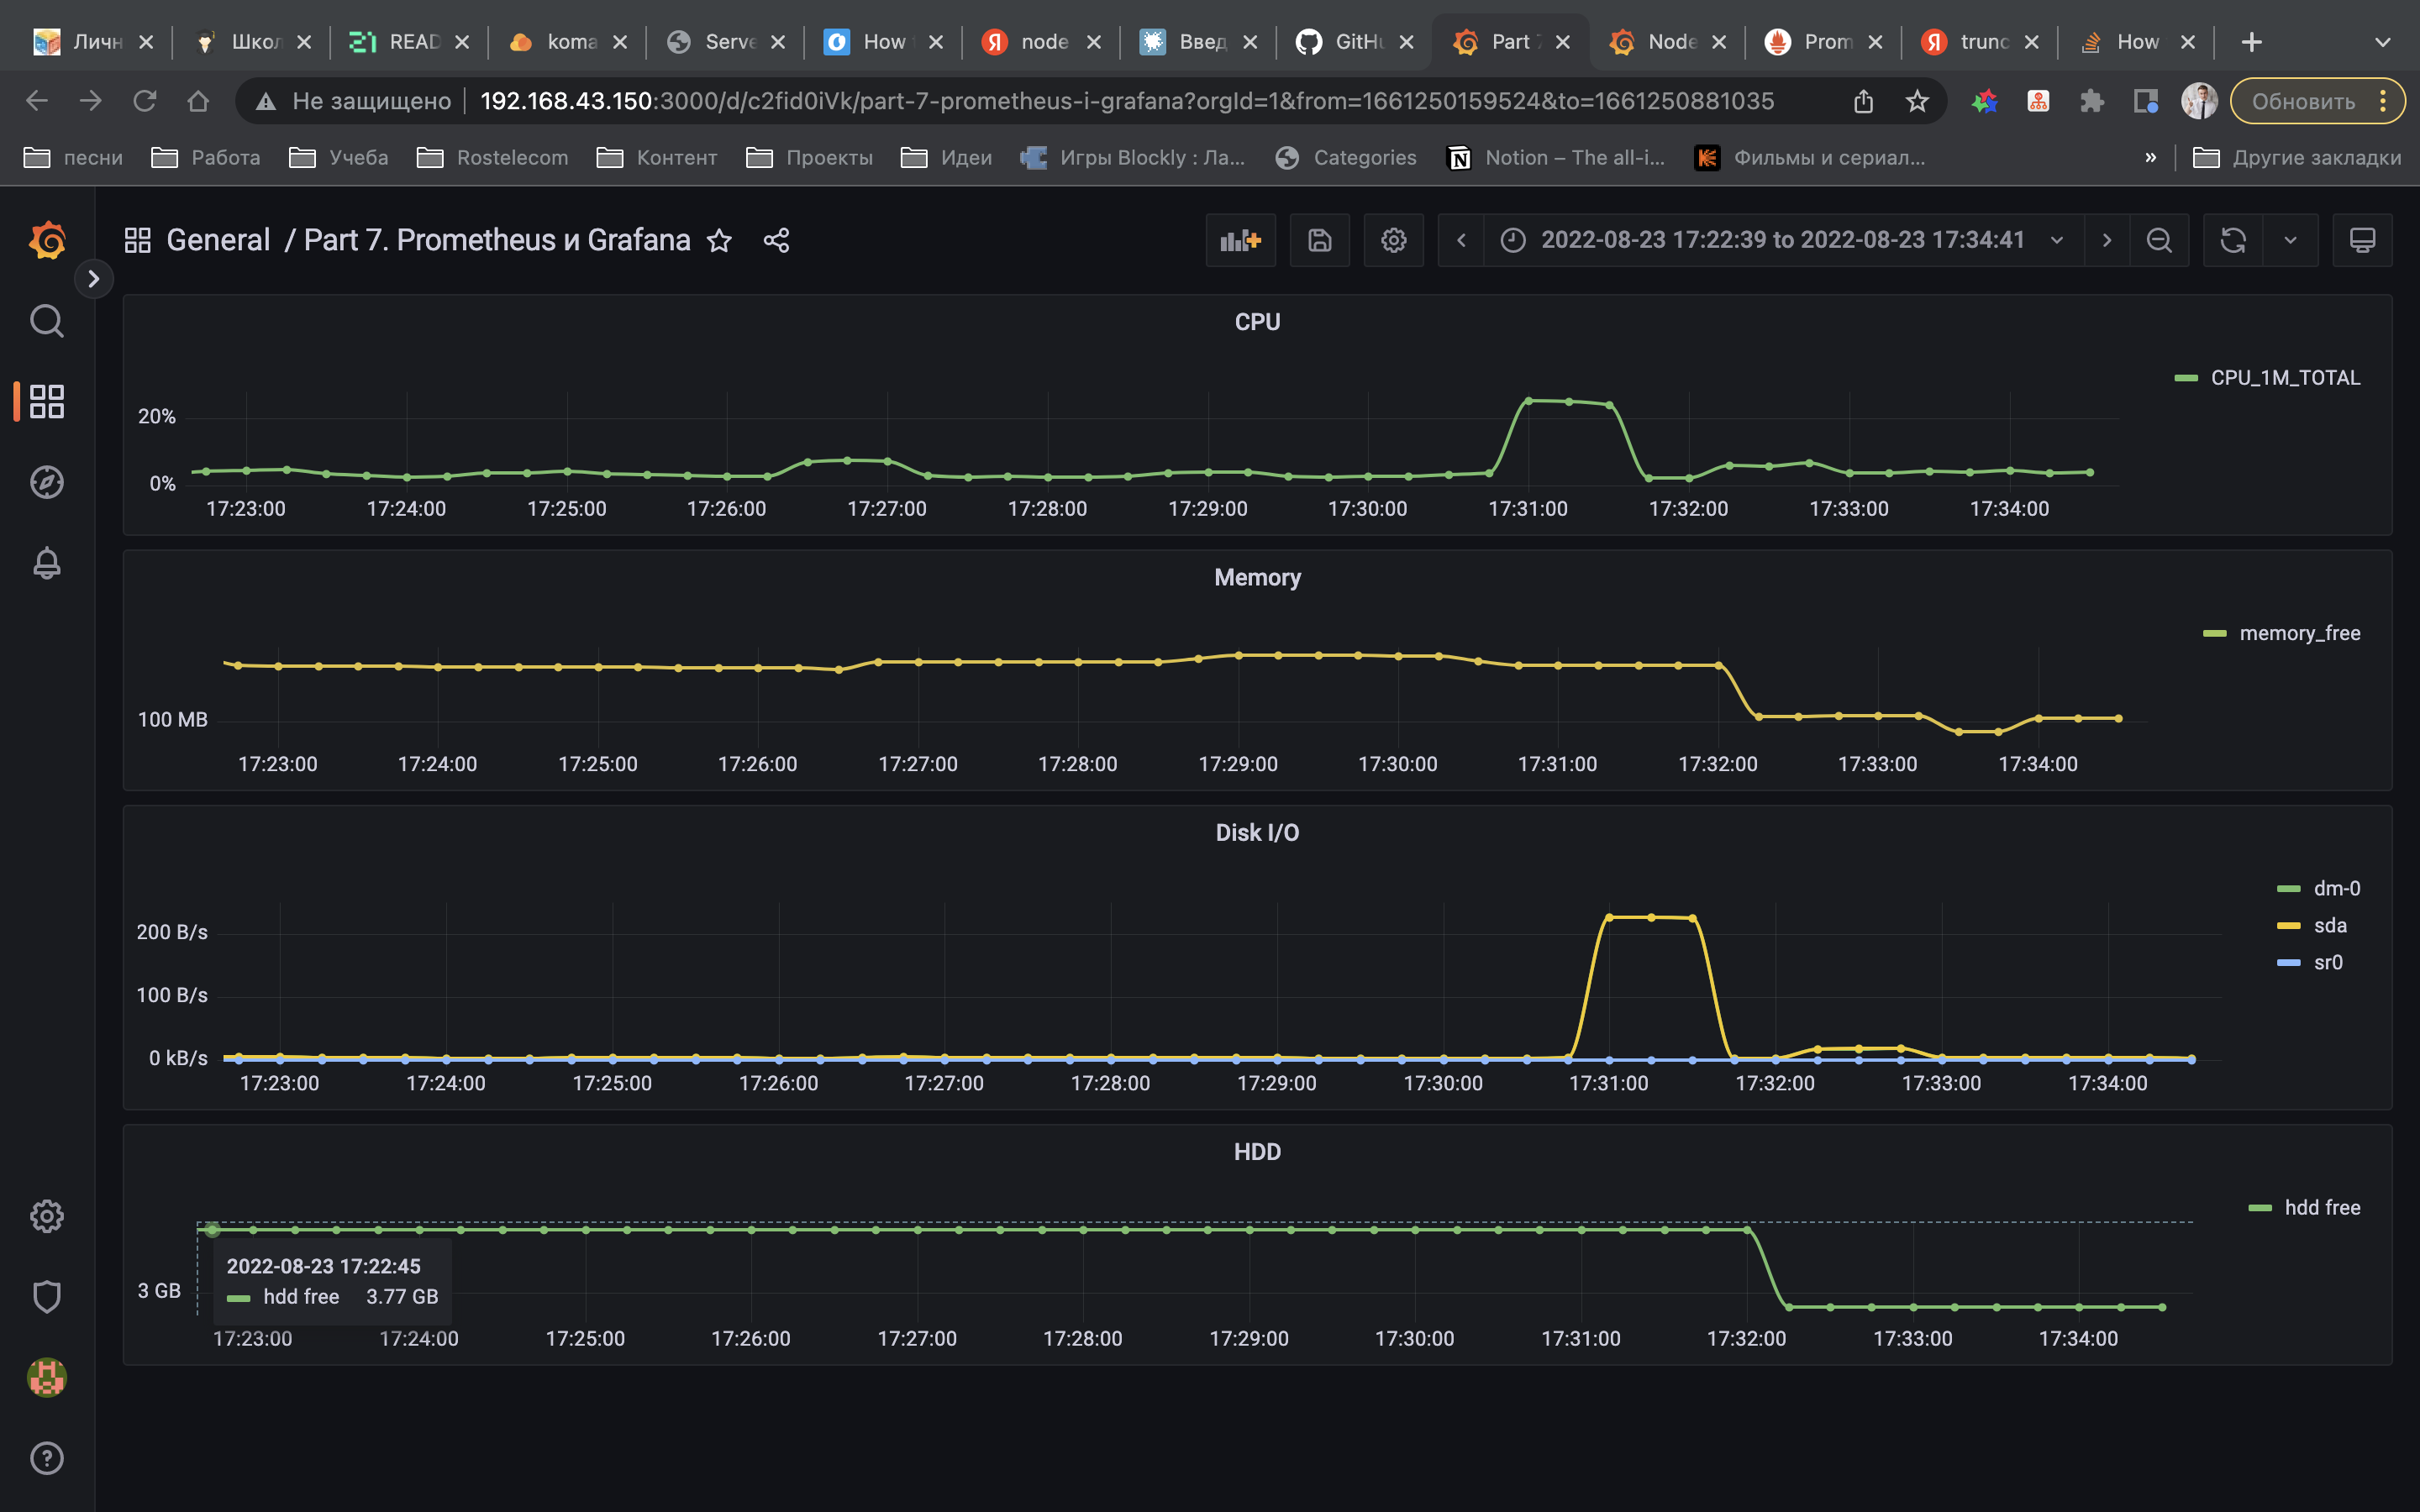 Личн Школ READ koma Serve How node Введ GitHu Part 7 Node Prom trunc How
Не защищено 192.168.43.150:3000/d/c2fid0iVk/part-7-prometheus-i-grafana?orgId=1&from=1661250159524&to=1661250881035 Обновить
песни Работа Учеба Rostelecom Контент Проекты Идеи Игры Blockly : Ла... Categories Notion – The all-i... Фильмы и сериал... » Другие закладки
General / Part 7. Prometheus и Grafana 2022-08-23 17:22:39 to 2022-08-23 17:34:41
CPU
CPU_1M_TOTAL
20%
0%
17:23:00 17:24:00 17:25:00 17:26:00 17:27:00 17:28:00 17:29:00 17:30:00 17:31:00 17:32:00 17:33:00 17:34:00
Memory
memory_free
100 MB
17:23:00 17:24:00 17:25:00 17:26:00 17:27:00 17:28:00 17:29:00 17:30:00 17:31:00 17:32:00 17:33:00 17:34:00
Disk I/O
dm-0
sda
sr0
200 B/s
100 B/s
0 kB/s
17:23:00 17:24:00 17:25:00 17:26:00 17:27:00 17:28:00 17:29:00 17:30:00 17:31:00 17:32:00 17:33:00 17:34:00
HDD
hdd free
2022-08-23 17:22:45
3 GB
hdd free 3.77 GB
17:23:00 17:24:00 17:25:00 17:26:00 17:27:00 17:28:00 17:29:00 17:30:00 17:31:00 17:32:00 17:33:00 17:34:00